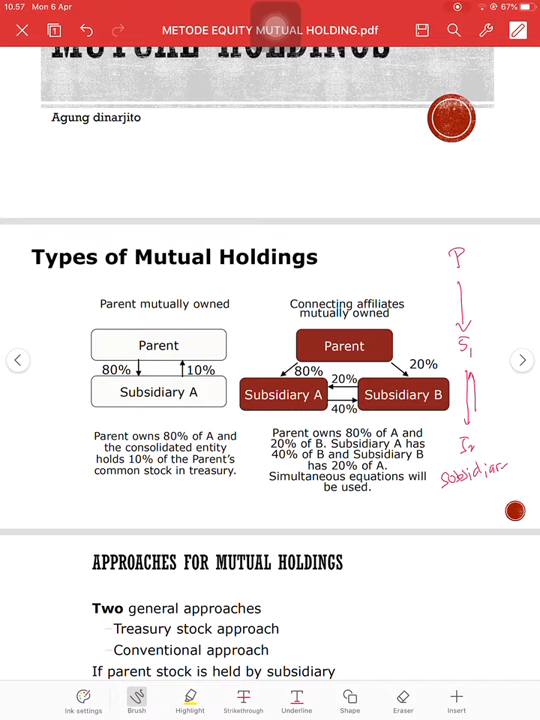 10.57 Mon 6 Apr
67%
METODE EQUITY MUTUAL HOLDING.pdf
1
MUTUAL HOLDINGS
Agung dinarjito
Types of Mutual Holdings
Parent mutually owned
Parent
80%
10%
Subsidiary A
Parent owns 80% of A and
the consolidated entity
holds 10% of the Parent's
common stock in treasury.
Connecting affiliates
mutually owned
Parent
80%
20%
20%
Subsidiary A
Subsidiary B
40%
Parent owns 80% of A and
20% of B. Subsidiary A has
40% of B and Subsidiary B
has 20% of A.
Simultaneous equations will
be used.
P
S1
S2
Subsidiar
APPROACHES FOR MUTUAL HOLDINGS
Two general approaches
–Treasury stock approach
–Conventional approach
If parent stock is held by subsidiary
Ink settings
Brush
Highlight
Strikethrough
Underline
Shape
Eraser
Insert